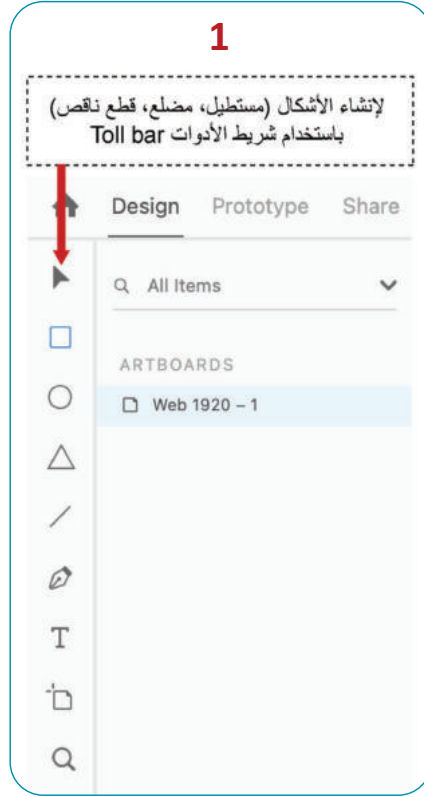 1
لإنشاء الأشكال (مستطيل، مضلع، قطع ناقص)
باستخدام شريط الأدوات Toll bar
Design Prototype Share
All Items
ARTBOARDS
Web 1920 – 1
T